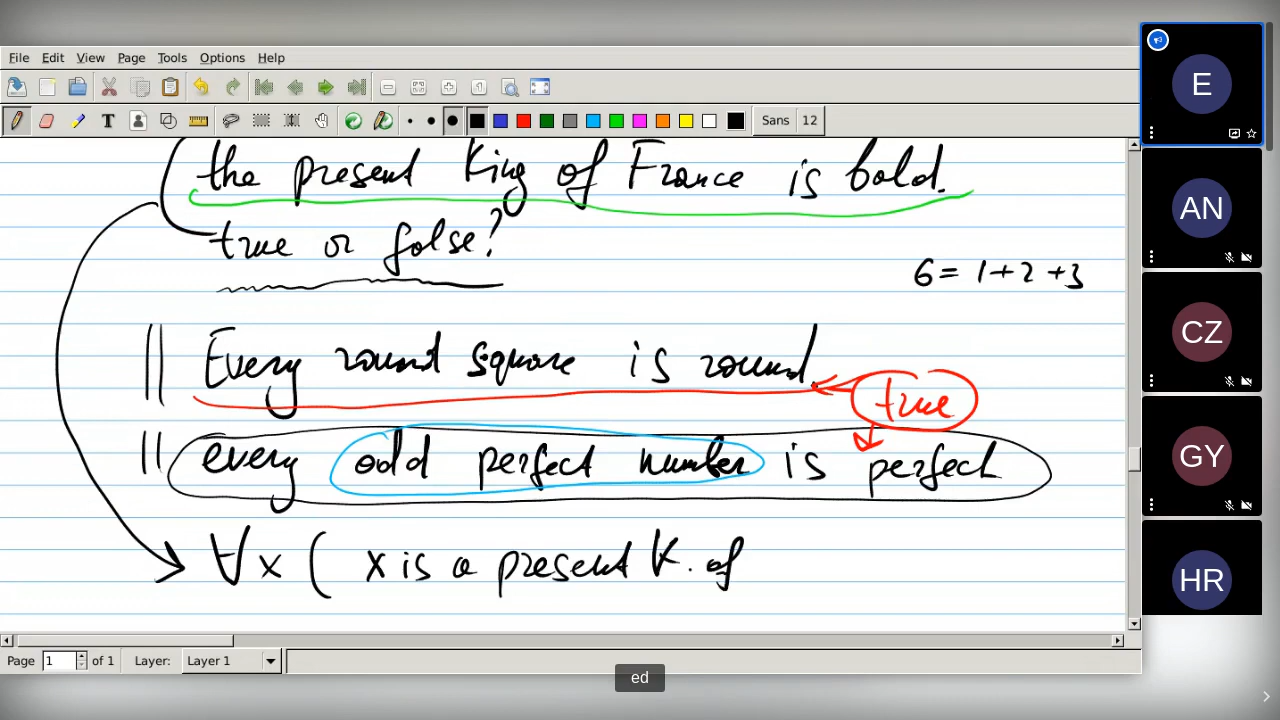 File Edit View Page Tools Options Help
Sans 12
the present King of France is bald.
true or false?
6 = 1+2+3
Every round square is round.
true
every odd perfect number is perfect
∀x ( x is a present K. of
Page 1 of 1 Layer: Layer 1
ed
E
AN
CZ
GY
HR